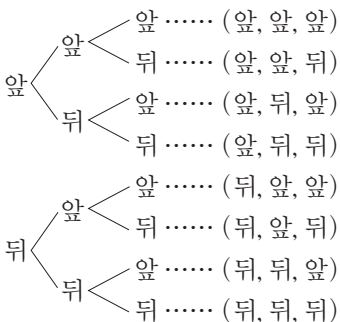 앞 …… (앞, 앞, 앞)
앞
뒤 …… (앞, 앞, 뒤)
앞
앞 …… (앞, 뒤, 앞)
뒤
뒤 …… (앞, 뒤, 뒤)
앞 …… (뒤, 앞, 앞)
앞
뒤 …… (뒤, 앞, 뒤)
뒤
앞 …… (뒤, 뒤, 앞)
뒤
뒤 …… (뒤, 뒤, 뒤)